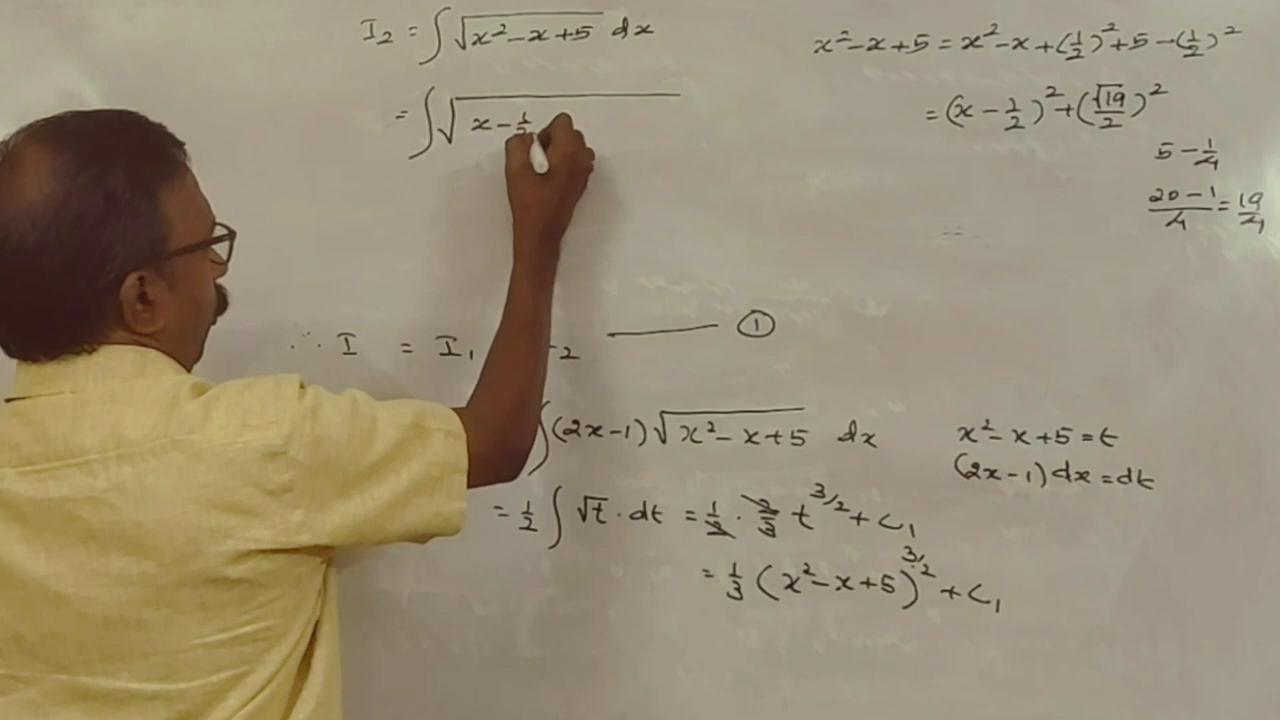 I₂ = ∫ √(x²-x+5) dx
= ∫ √(x-1/2
x²-x+5 = x²-x+(1/2)²+5-(1/2)²
= (x-1/2)²+(√19/2)²
5-1/4
20-1/4 = 19/4
∴ I = I₁ 2 ——— ①
∫(2x-1)√(x²-x+5) dx
= 1/2 ∫ √t · dt = 1/2 · 2/3 t^3/2 + C₁
= 1/3 (x²-x+5)^3/2 + C₁
x²-x+5=t
(2x-1)dx=dt